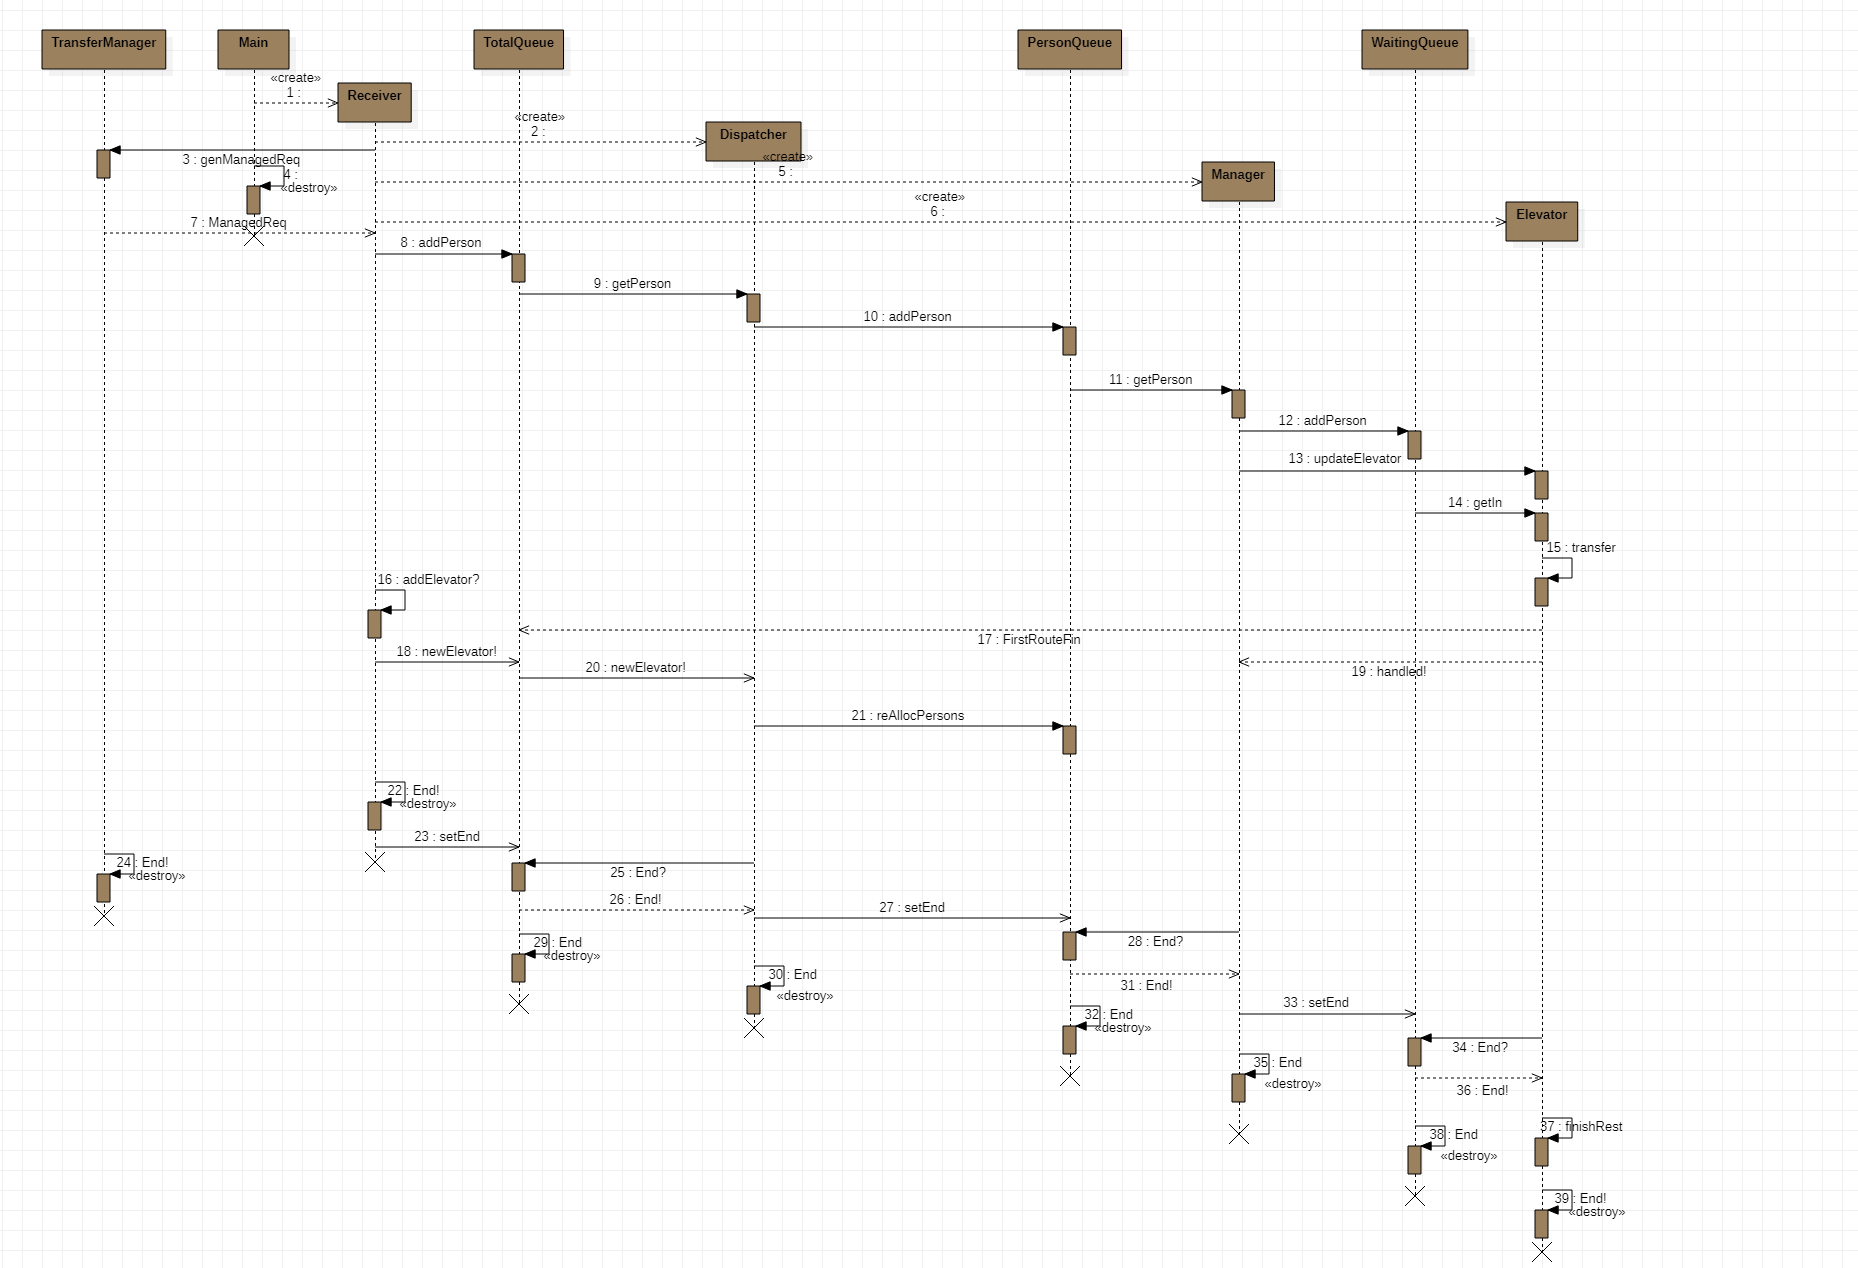 TransferManager
Main
TotalQueue
PersonQueue
WaitingQueue
«create»
1 :
Receiver
«create»
2 :
Dispatcher
3 : genManagedReq
«create»
5 :
4 :
«destroy»
Manager
«create»
6 :
Elevator
7 : ManagedReq
8 : addPerson
9 : getPerson
10 : addPerson
11 : getPerson
12 : addPerson
13 : updateElevator
14 : getIn
15 : transfer
16 : addElevator?
17 : FirstRouteFin
18 : newElevator!
20 : newElevator!
19 : handled!
21 : reAllocPersons
22 : End!
«destroy»
23 : setEnd
24 : End!
«destroy»
25 : End?
26 : End!
27 : setEnd
28 : End?
29 : End
«destroy»
30 : End
«destroy»
31 : End!
33 : setEnd
32 : End
«destroy»
34 : End?
35 : End
«destroy»
36 : End!
37 : finishRest
38 : End
«destroy»
39 : End!
«destroy»